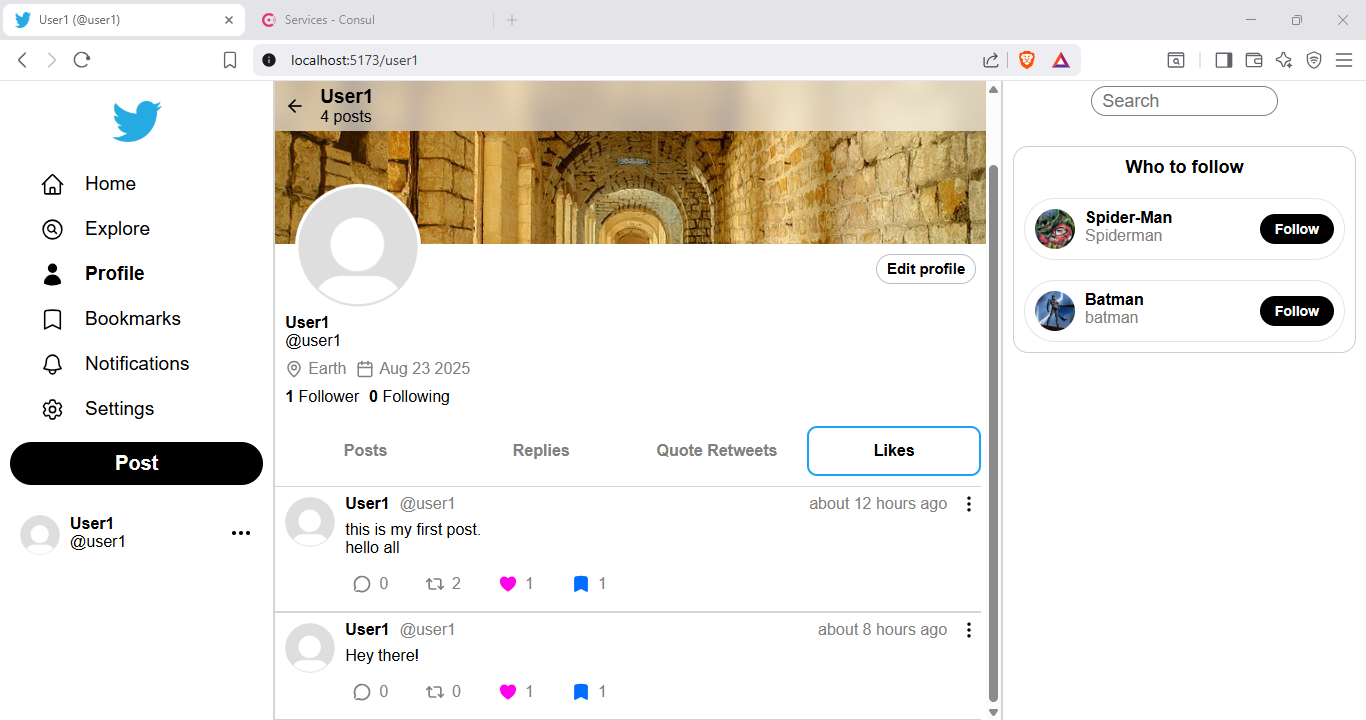 User1 (@user1)
Services - Consul
localhost:5173/user1
Home
Explore
Profile
Bookmarks
Notifications
Settings
Post
User1
@user1
User1
4 posts
Edit profile
User1
@user1
Earth Aug 23 2025
1 Follower 0 Following
Posts Replies Quote Retweets Likes
User1 @user1 about 12 hours ago
this is my first post.
hello all
0 2 1 1
User1 @user1 about 8 hours ago
Hey there!
0 0 1 1
Search
Who to follow
Spider-Man
Spiderman
Follow
Batman
batman
Follow